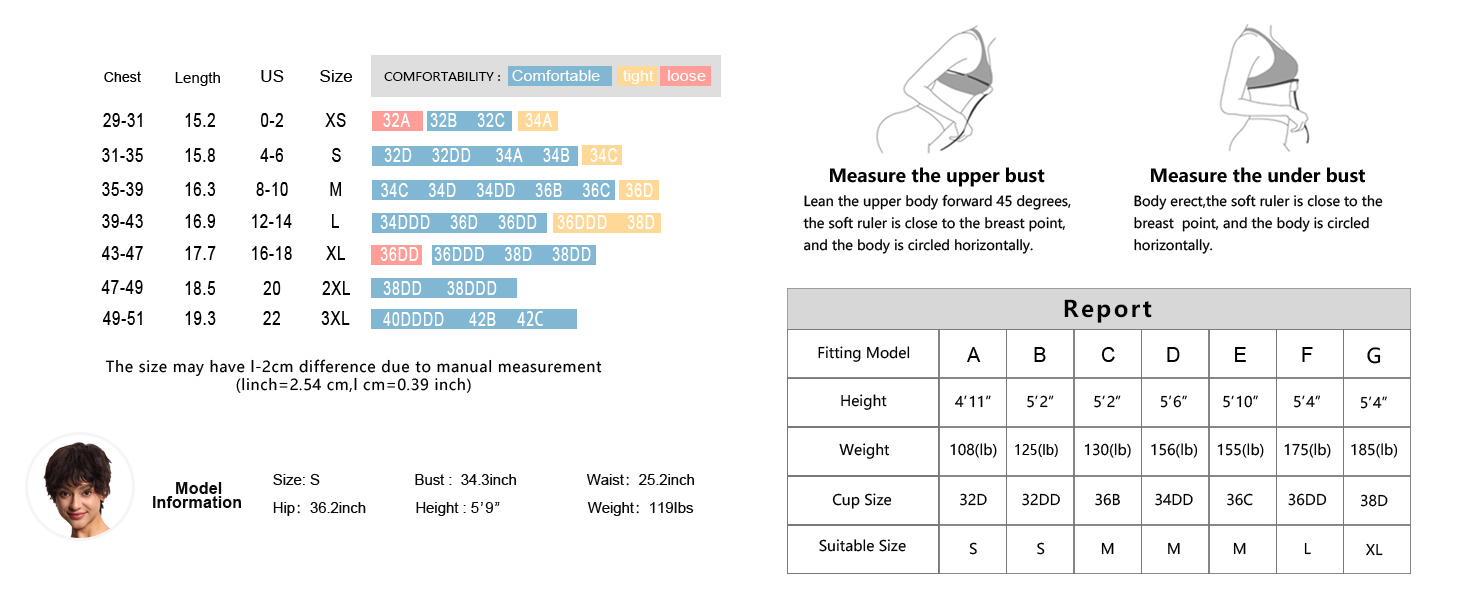 Chest Length US Size COMFORTABILITY : Comfortable tight loose
29-31 15.2 0-2 XS 32A 32B 32C 34A
31-35 15.8 4-6 S 32D 32DD 34A 34B 34C
35-39 16.3 8-10 M 34C 34D 34DD 36B 36C 36D
39-43 16.9 12-14 L 34DDD 36D 36DD 36DDD 38D
43-47 17.7 16-18 XL 36DD 36DDD 38D 38DD
47-49 18.5 20 2XL 38DD 38DDD
49-51 19.3 22 3XL 40DDDD 42B 42C
The size may have l-2cm difference due to manual measurement
(linch=2.54 cm,l cm=0.39 inch)
Model
Information
Size: S Bust : 34.3inch Waist: 25.2inch
Hip: 36.2inch Height : 5’9” Weight: 119lbs
Measure the upper bust
Lean the upper body forward 45 degrees,
the soft ruler is close to the breast point,
and the body is circled horizontally.
Measure the under bust
Body erect,the soft ruler is close to the
breast point, and the body is circled
horizontally.
Report
Fitting Model A B C D E F G
Height 4’11” 5’2” 5’2” 5’6” 5’10” 5’4” 5’4”
Weight 108(lb) 125(lb) 130(lb) 156(lb) 155(lb) 175(lb) 185(lb)
Cup Size 32D 32DD 36B 34DD 36C 36DD 38D
Suitable Size S S M M M L XL